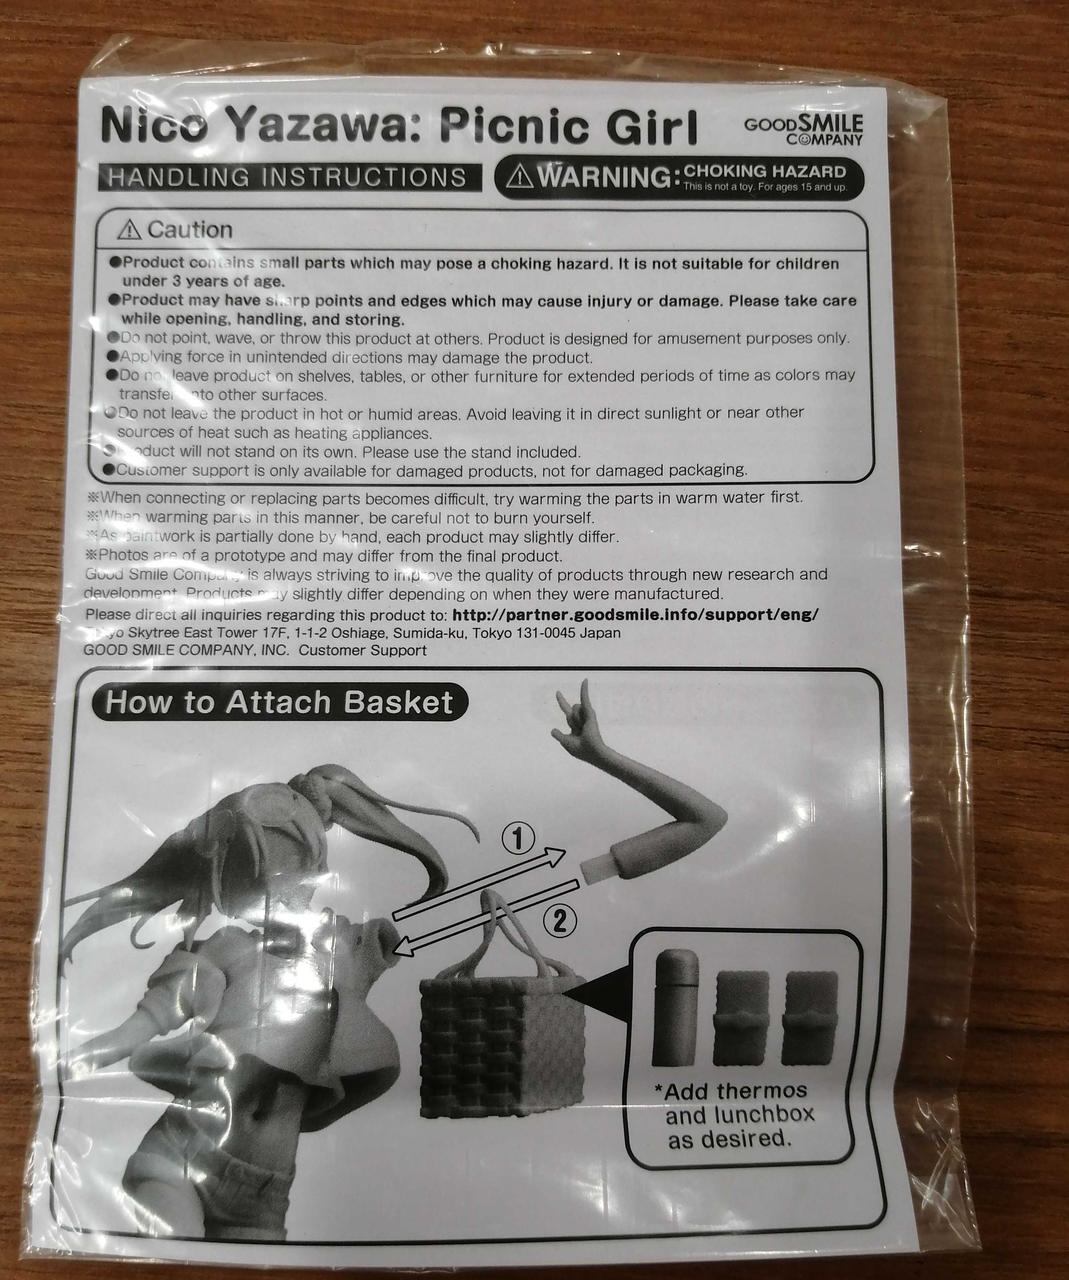 Nico Yazawa: Picnic Girl
GOODSMILE
COMPANY
HANDLING INSTRUCTIONS
WARNING: CHOKING HAZARD
This is not a toy. For ages 15 and up.
Caution
●Product contains small parts which may pose a choking hazard. It is not suitable for children
under 3 years of age.
●Product may have sharp points and edges which may cause injury or damage. Please take care
while opening, handling, and storing.
●Do not point, wave, or throw this product at others. Product is designed for amusement purposes only.
●Applying force in unintended directions may damage the product.
●Do not leave product on shelves, tables, or other furniture for extended periods of time as colors may
transfer onto other surfaces.
●Do not leave the product in hot or humid areas. Avoid leaving it in direct sunlight or near other
sources of heat such as heating appliances.
●Product will not stand on its own. Please use the stand included.
●Customer support is only available for damaged products, not for damaged packaging.
※When connecting or replacing parts becomes difficult, try warming the parts in warm water first.
※When warming parts in this manner, be careful not to burn yourself.
※As paintwork is partially done by hand, each product may slightly differ.
※Photos are of a prototype and may differ from the final product.
Good Smile Company is always striving to improve the quality of products through new research and
development. Products may slightly differ depending on when they were manufactured.
Please direct all inquiries regarding this product to: http://partner.goodsmile.info/support/eng/
Tokyo Skytree East Tower 17F, 1-1-2 Oshiage, Sumida-ku, Tokyo 131-0045 Japan
GOOD SMILE COMPANY, INC. Customer Support
How to Attach Basket
①
②
*Add thermos
and lunchbox
as desired.